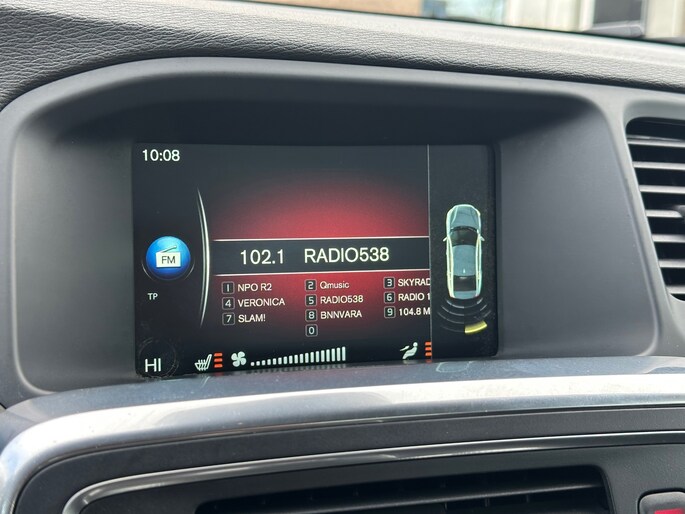 10:08
102.1 RADIO538
FM
TP
1 NPO R2 2 Qmusic 3 SKYRAD
4 VERONICA 5 RADIO538 6 RADIO 1
7 SLAM! 8 BNNVARA 9 104.8 M
0
HI